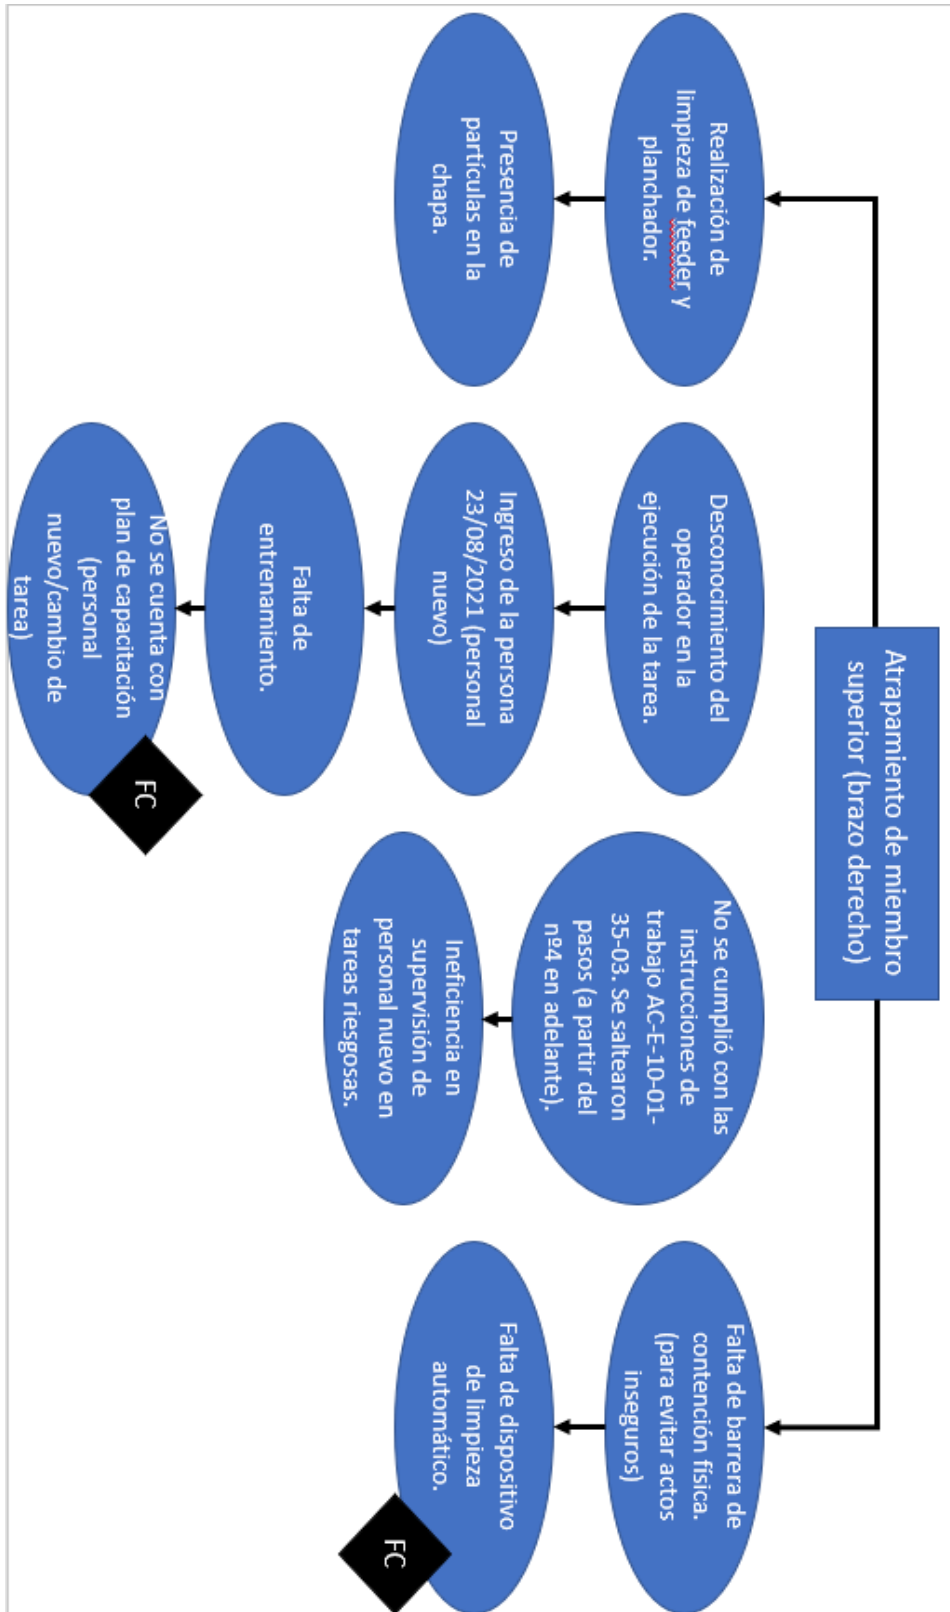 Atrapamiento de miembro
superior (brazo derecho)
Realización de
limpieza de feeder y
planchador.
Presencia de
partículas en la
chapa.
Desconocimiento del
operador en la
ejecución de la tarea.
Ingreso de la persona
23/08/2021 (personal
nuevo)
Falta de
entrenamiento.
No se cuenta con
plan de capacitación
(personal
nuevo/cambio de
tarea)
FC
No se cumplió con las
instrucciones de
trabajo AC-E-10-01-
35-03. Se saltearon
pasos (a partir del
nº4 en adelante).
Ineficiencia en
supervisión de
personal nuevo en
tareas riesgosas.
Falta de barrera de
contención física.
(para evitar actos
inseguros)
Falta de dispositivo
de limpieza
automático.
FC